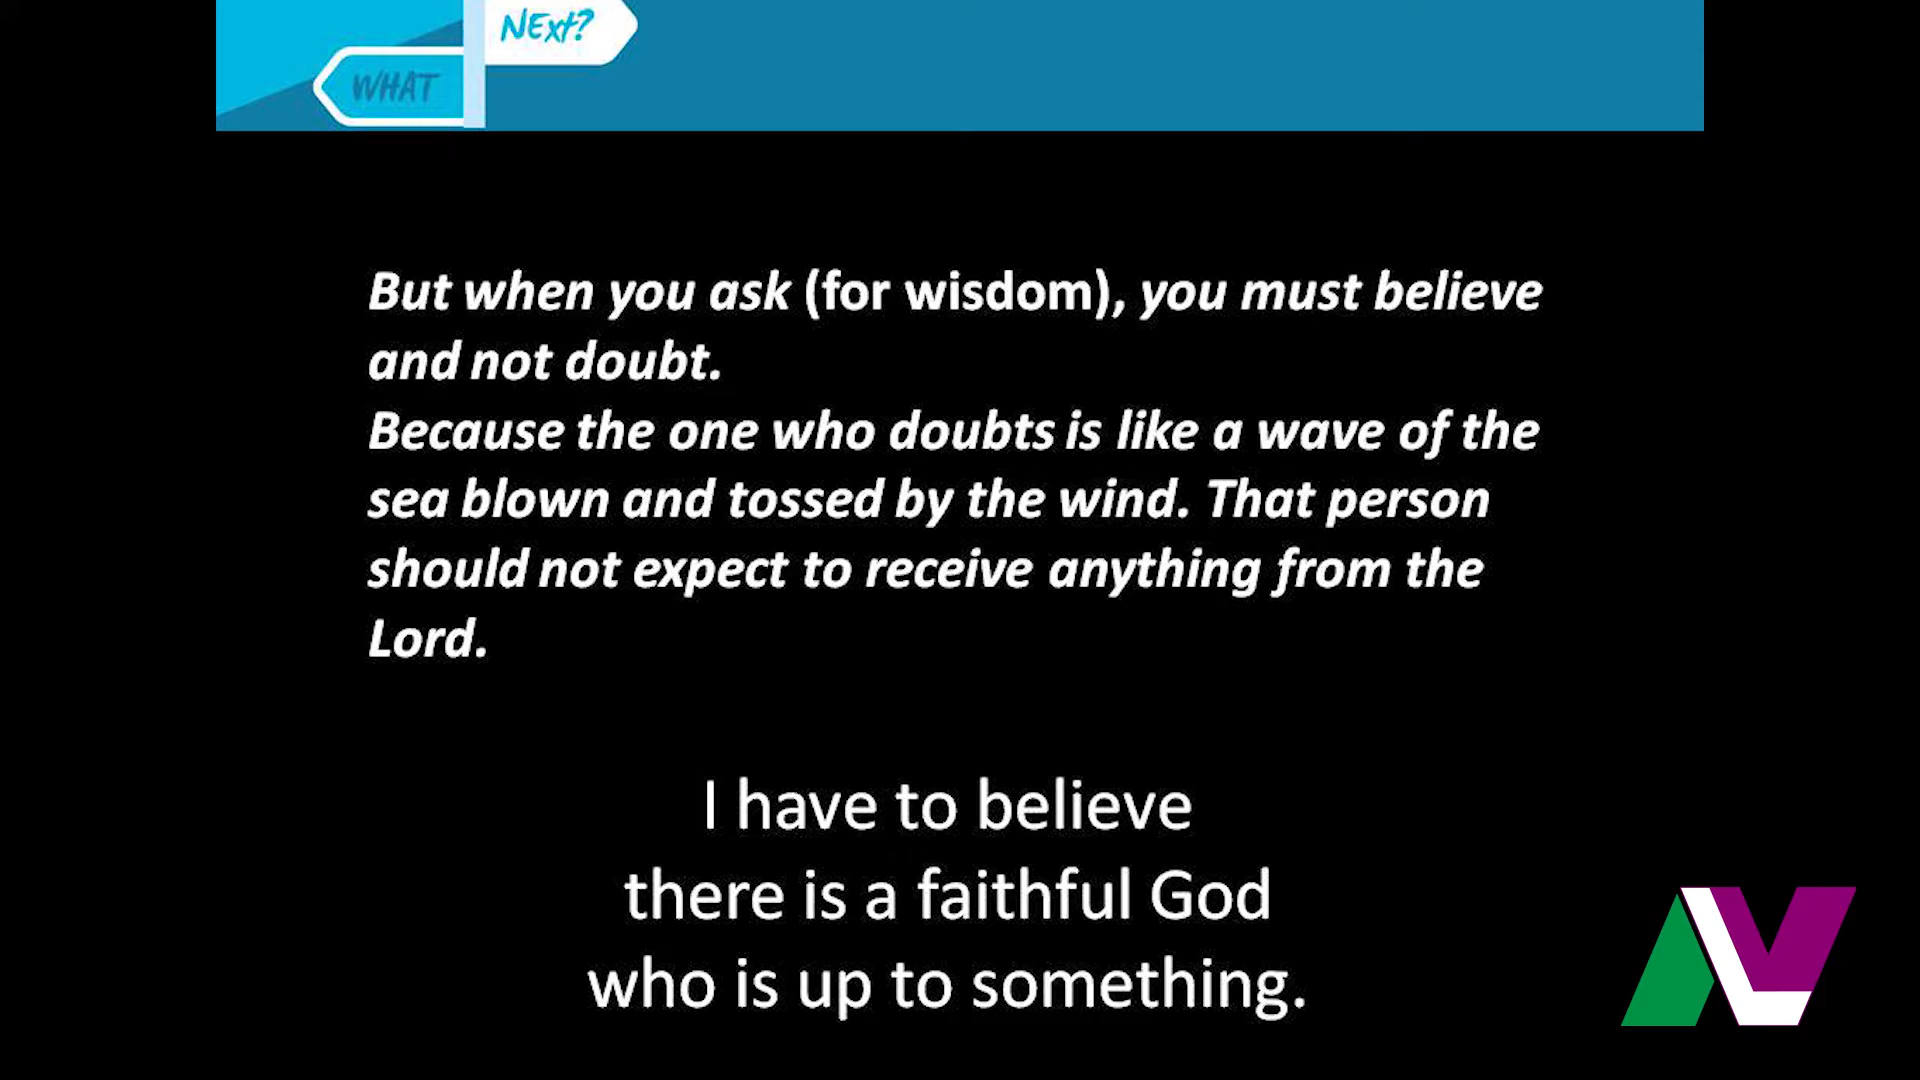 NExt?
WHAT
But when you ask (for wisdom), you must believe
and not doubt.
Because the one who doubts is like a wave of the
sea blown and tossed by the wind. That person
should not expect to receive anything from the
Lord.
I have to believe
there is a faithful God
who is up to something.